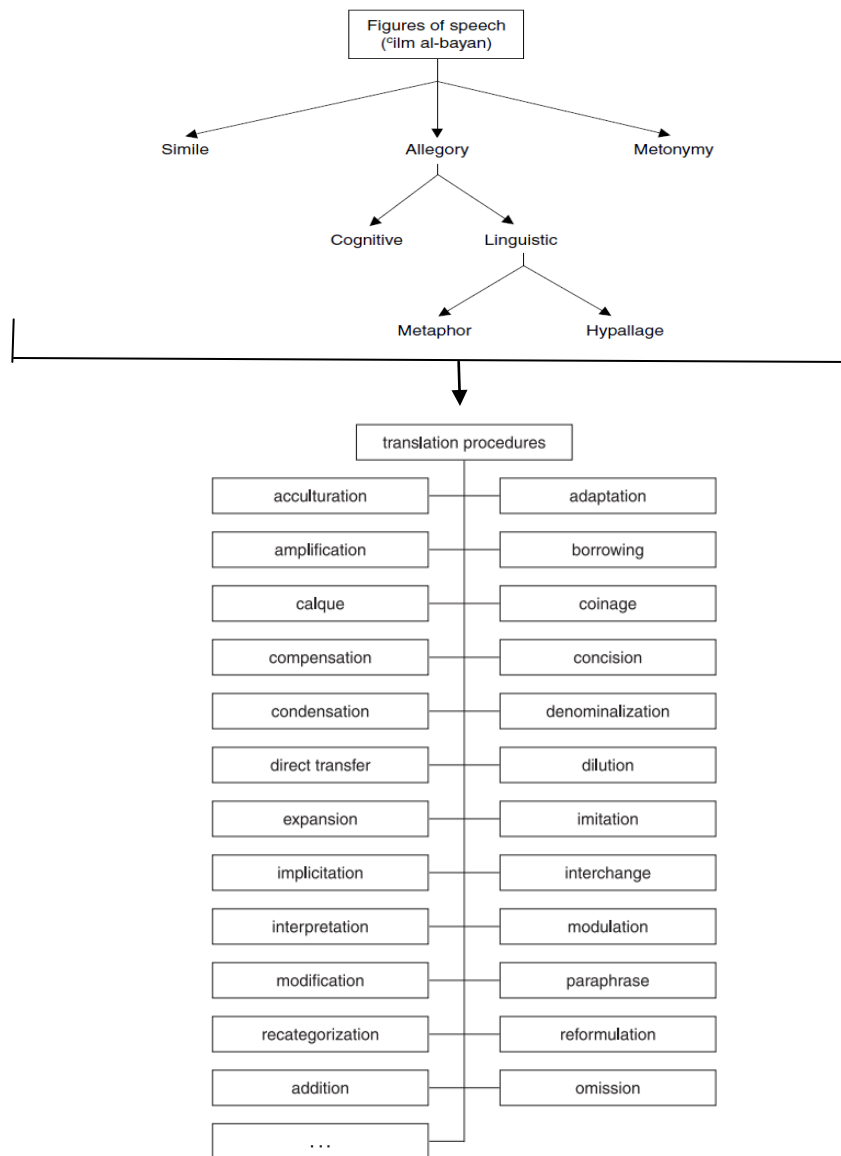 Figures of speech
(ᶜilm al-bayan)
Simile
Allegory
Metonymy
Cognitive
Linguistic
Metaphor
Hypallage
translation procedures
acculturation
adaptation
amplification
borrowing
calque
coinage
compensation
concision
condensation
denominalization
direct transfer
dilution
expansion
imitation
implicitation
interchange
interpretation
modulation
modification
paraphrase
recategorization
reformulation
addition
omission
...